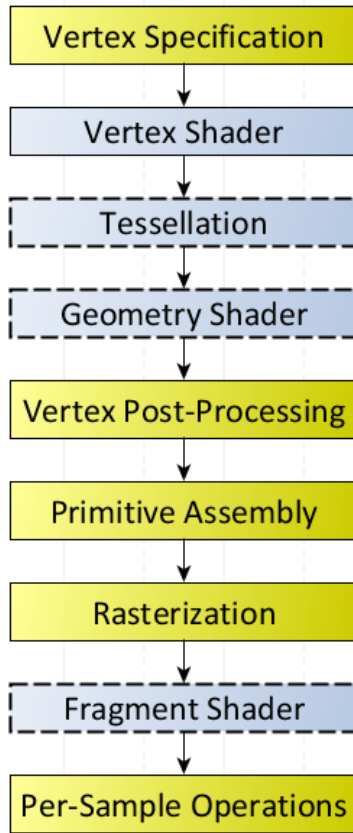 Vertex Specification
Vertex Shader
Tessellation
Geometry Shader
Vertex Post-Processing
Primitive Assembly
Rasterization
Fragment Shader
Per-Sample Operations